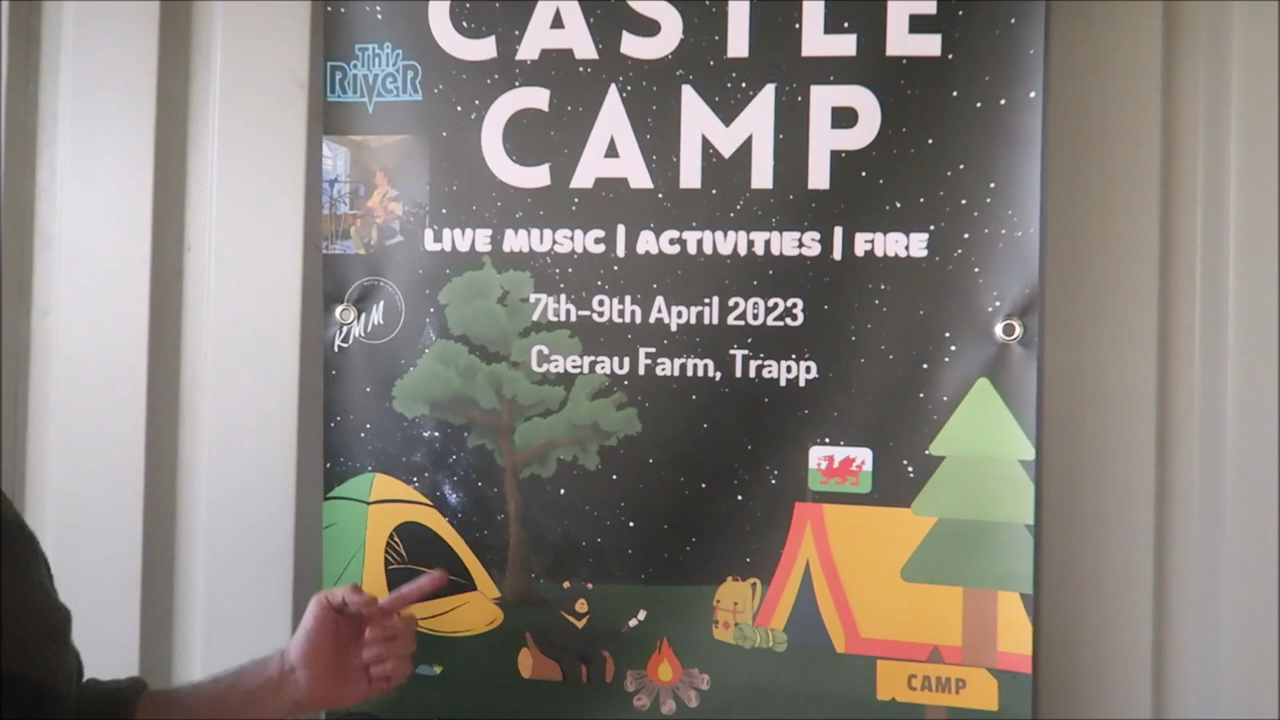 CASTLE
CAMP
This
RiveR
LIVE MUSIC | ACTIVITIES | FIRE
7th-9th April 2023
Caerau Farm, Trapp
KMM
CAMP